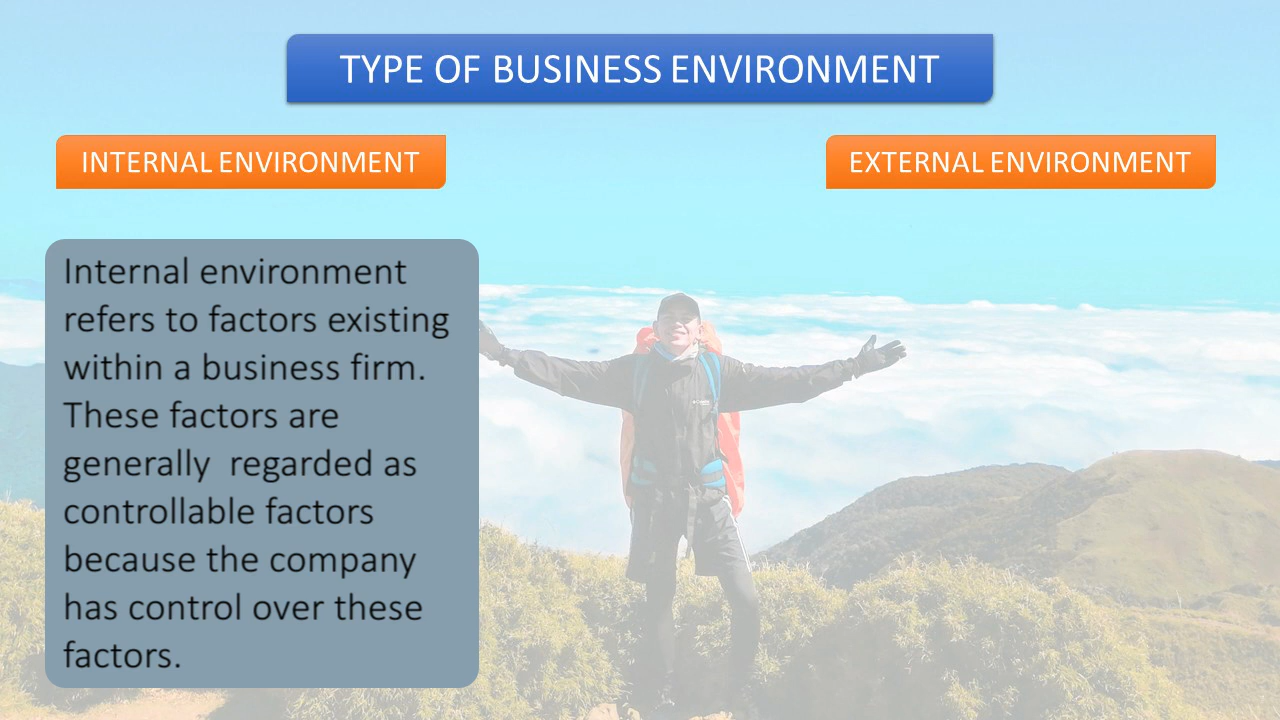 TYPE OF BUSINESS ENVIRONMENT
INTERNAL ENVIRONMENT
EXTERNAL ENVIRONMENT
Internal environment
refers to factors existing
within a business firm.
These factors are
generally  regarded as
controllable factors
because the company
has control over these
factors.